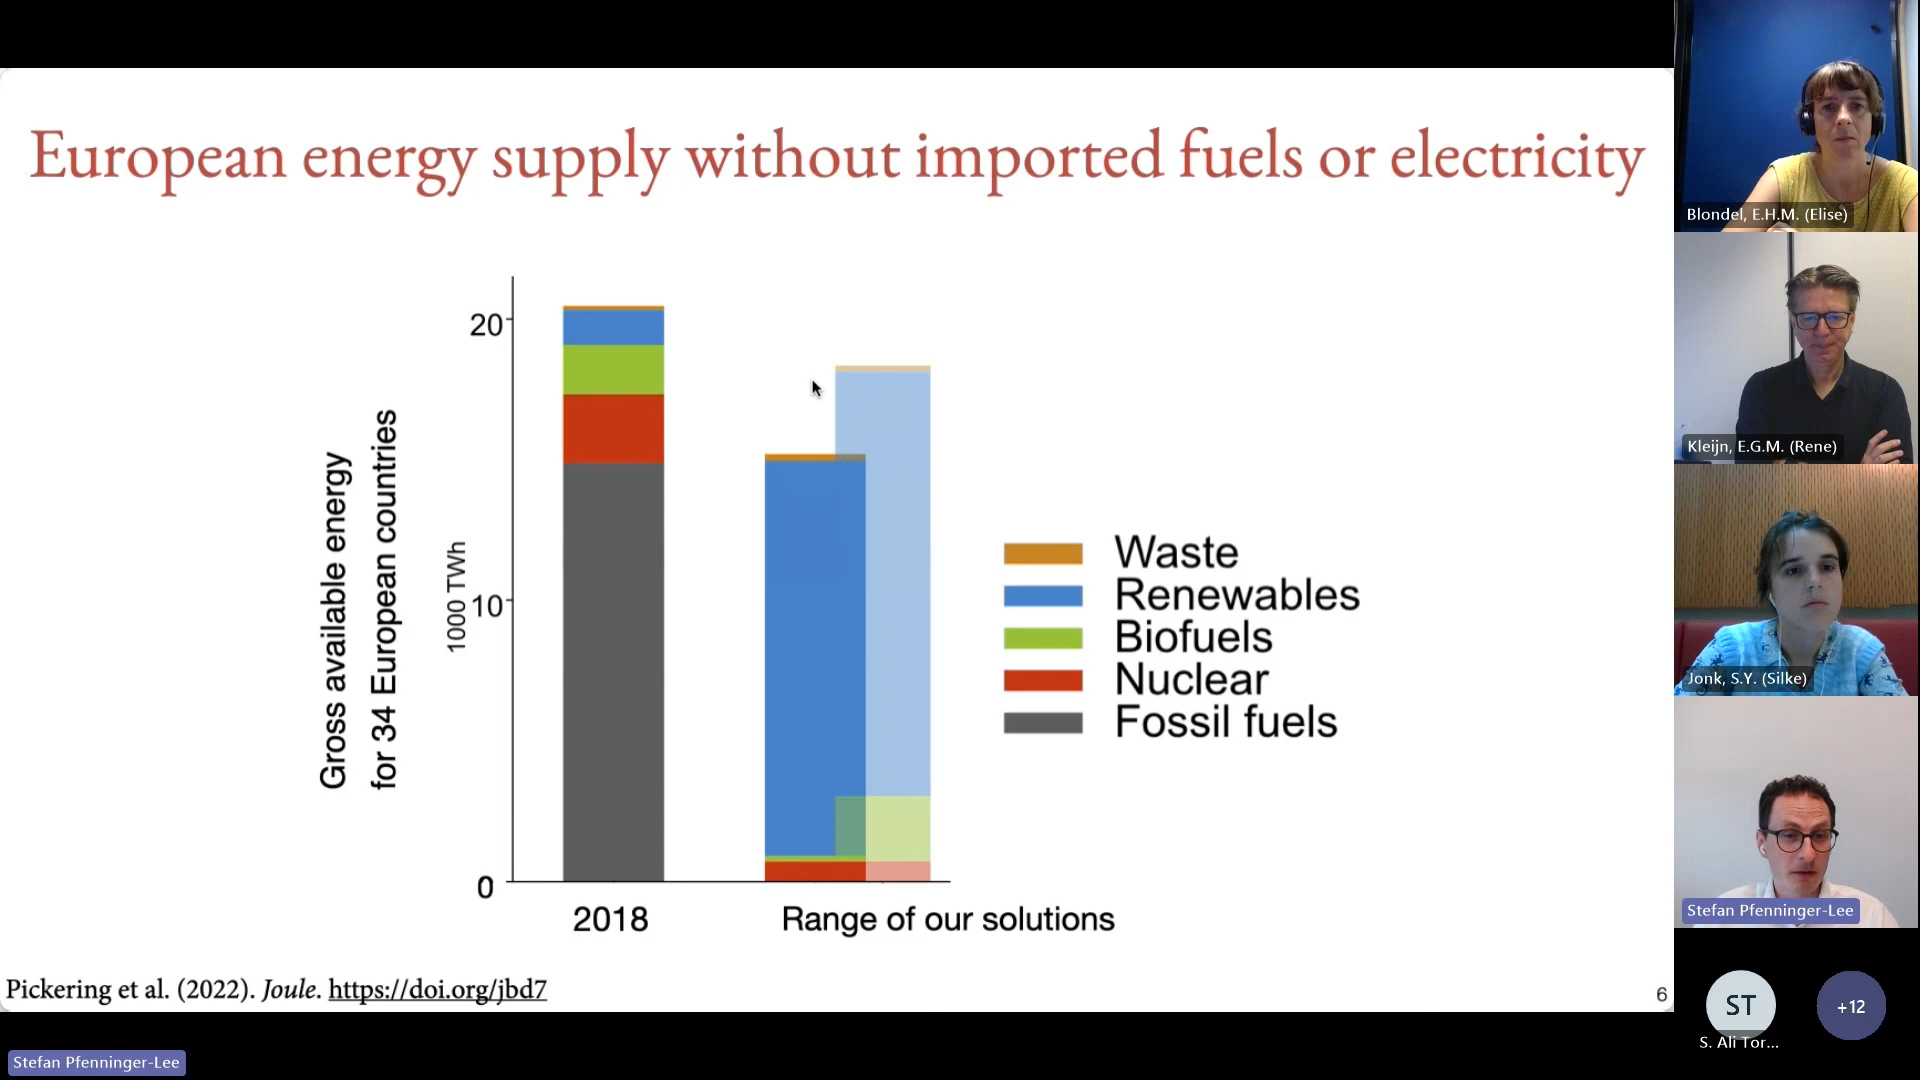 European energy supply without imported fuels or electricity
Gross available energy
for 34 European countries
1000 TWh
20
10
0
2018
Range of our solutions
Waste
Renewables
Biofuels
Nuclear
Fossil fuels
Pickering et al. (2022). Joule. https://doi.org/jbd7
6
Blondel, E.H.M. (Elise)
Kleijn, E.G.M. (Rene)
Jonk, S.Y. (Silke)
Stefan Pfenninger-Lee
ST
+12
S. Ali Tor...
Stefan Pfenninger-Lee